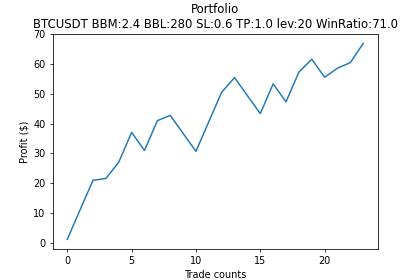 Portfolio
BTCUSDT BBM:2.4 BBL:280 SL:0.6 TP:1.0 lev:20 WinRatio:71.0
70
60
50
40
30
20
10
0
Profit ($)
0 5 10 15 20
Trade counts